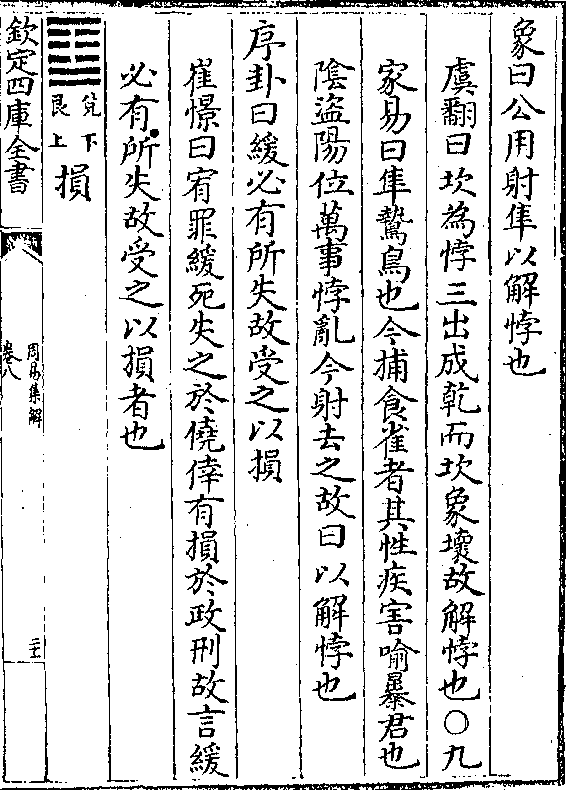 象曰公用射隼以解悖也
虞翻曰坎為悖三出成乾而坎象壞故解悖也〇九
家易曰隼鷙鳥也今捕食雀者其性疾害喻暴君也
陰盜陽位萬事悖亂今射去之故曰以解悖也
序卦曰緩必有所失故受之以損
崔憬曰宥罪緩死失之於僥倖有損於政刑故言緩
必有所失故受之以損者也
䷨兌下艮上損
欽定四庫全書
周易集解
卷八